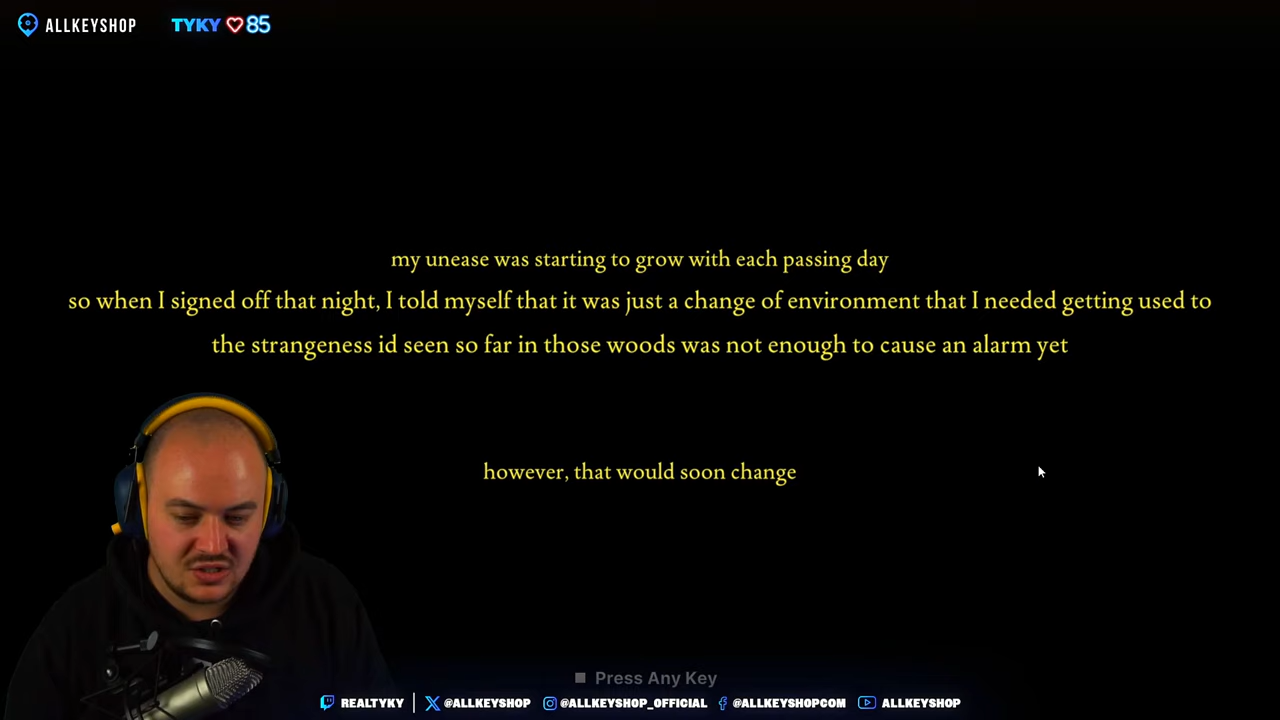 ALLKEYSHOP TYKY 85
my unease was starting to grow with each passing day
so when I signed off that night, I told myself that it was just a change of environment that I needed getting used to
the strangeness id seen so far in those woods was not enough to cause an alarm yet
however, that would soon change
Press Any Key
REALTYKY @ALLKEYSHOP @ALLKEYSHOP_OFFICIAL @ALLKEYSHOPCOM ALLKEYSHOP